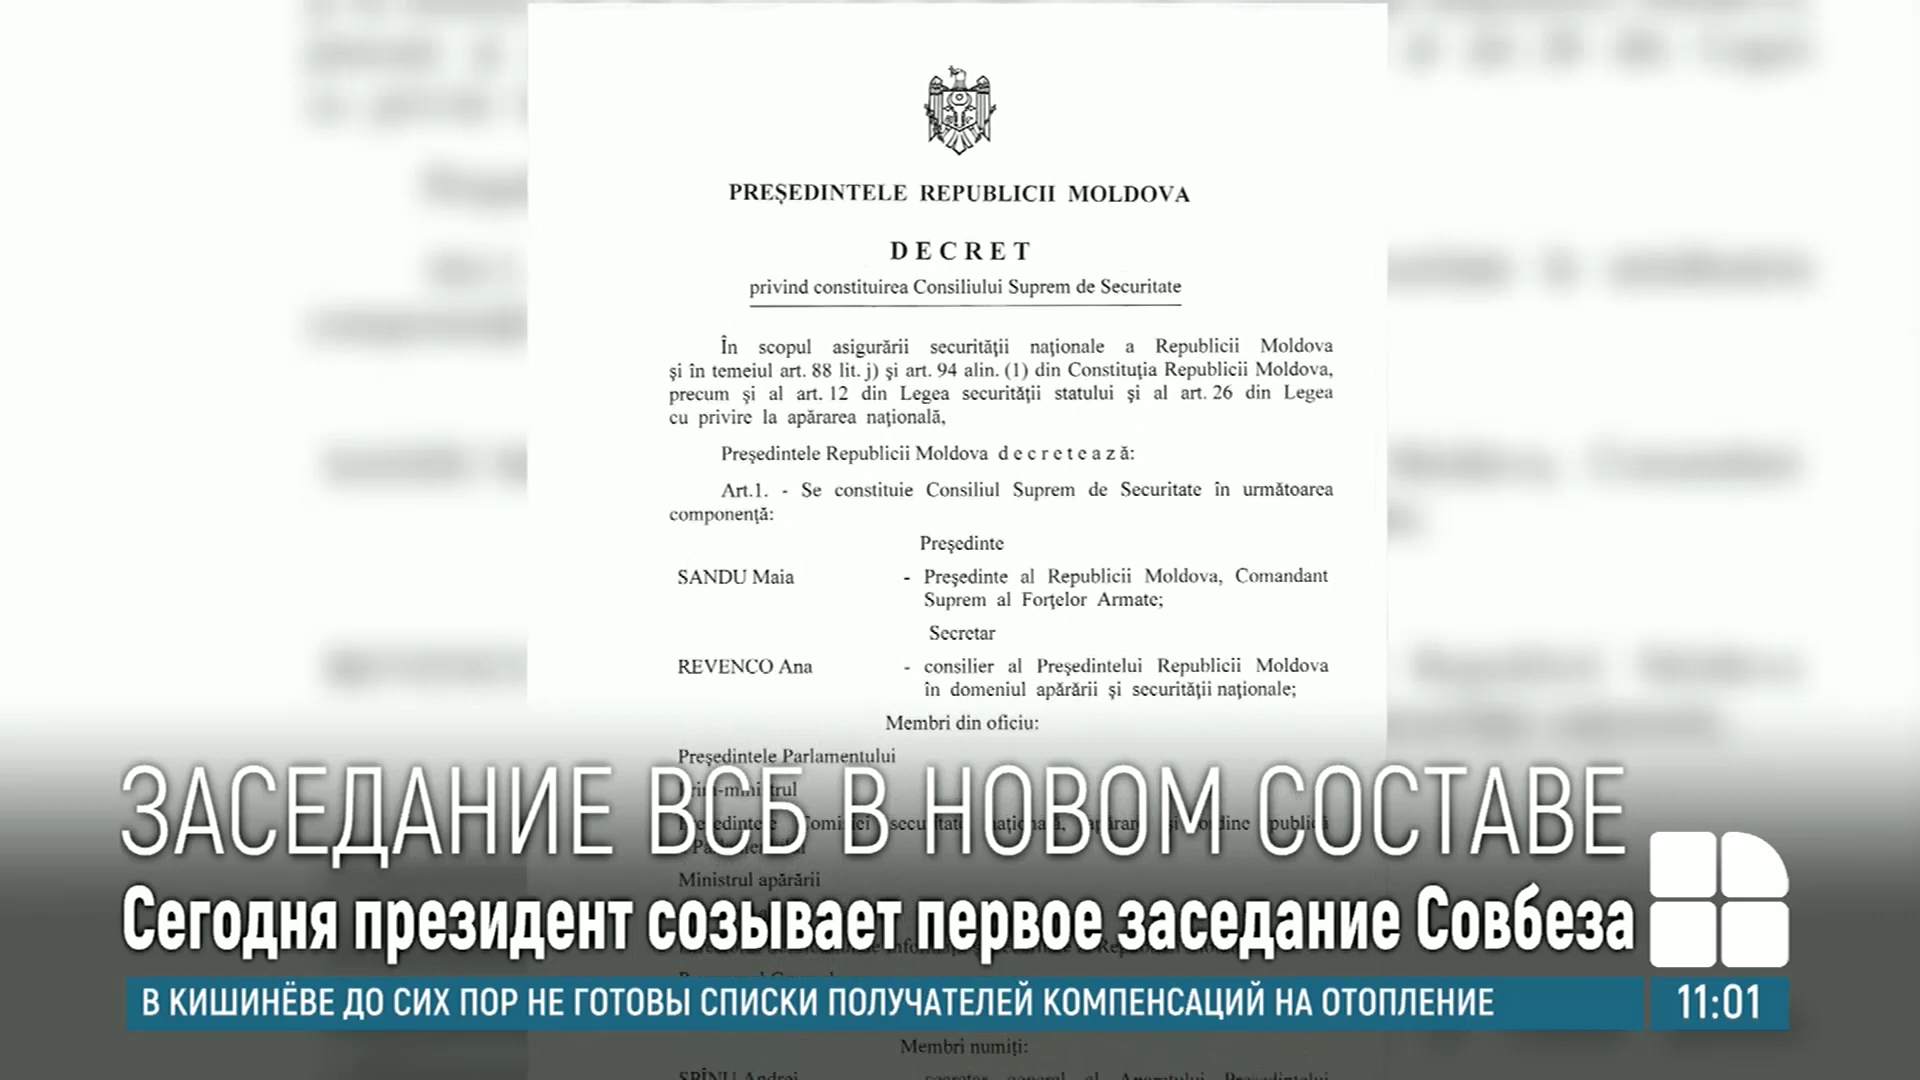 PREŞEDINTELE REPUBLICII MOLDOVA
DECRET
privind constituirea Consiliului Suprem de Securitate
În scopul asigurării securităţii naţionale a Republicii Moldova
şi în temeiul art. 88 lit. j) şi art. 94 alin. (1) din Constituţia Republicii Moldova,
precum şi al art. 12 din Legea securităţii statului şi al art. 26 din Legea
cu privire la apărarea naţională,
Preşedintele Republicii Moldova decretează:
Art.1. - Se constituie Consiliul Suprem de Securitate în următoarea
componenţă:
Preşedinte
SANDU Maia - Preşedinte al Republicii Moldova, Comandant
Suprem al Forţelor Armate;
Secretar
REVENCO Ana - consilier al Preşedintelui Republicii Moldova
în domeniul apărării şi securităţii naţionale;
Membri din oficiu:
Preşedintele Parlamentului
ЗАСЕДАНИЕ ВСБ В НОВОМ СОСТАВЕ
Ministrul apărării
Сегодня президент созывает первое заседание Совбеза
В КИШИНЁВЕ ДО СИХ ПОР НЕ ГОТОВЫ СПИСКИ ПОЛУЧАТЕЛЕЙ КОМПЕНСАЦИЙ НА ОТОПЛЕНИЕ
11:01
Membri numiţi:
SPÎNU Andrei